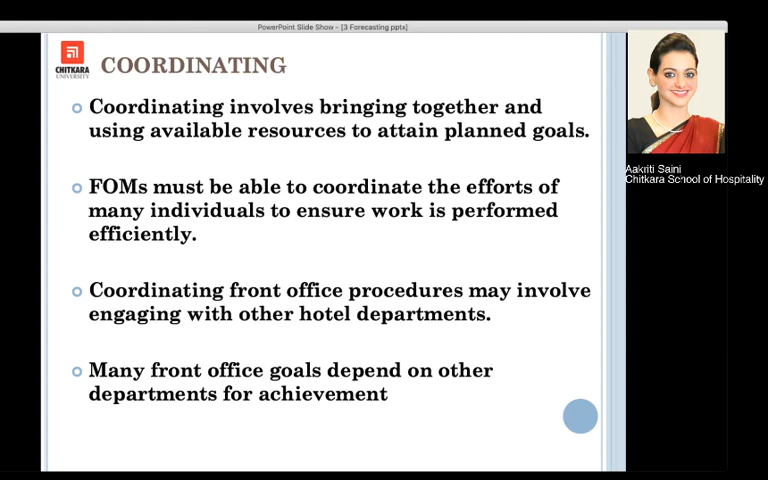 PowerPoint Slide Show - [3 Forecasting pptx]
CHITKARA
UNIVERSITY
COORDINATING
Coordinating involves bringing together and
using available resources to attain planned goals.
FOMs must be able to coordinate the efforts of
many individuals to ensure work is performed
efficiently.
Coordinating front office procedures may involve
engaging with other hotel departments.
Many front office goals depend on other
departments for achievement
Aakriti Saini
Chitkara School of Hospitality